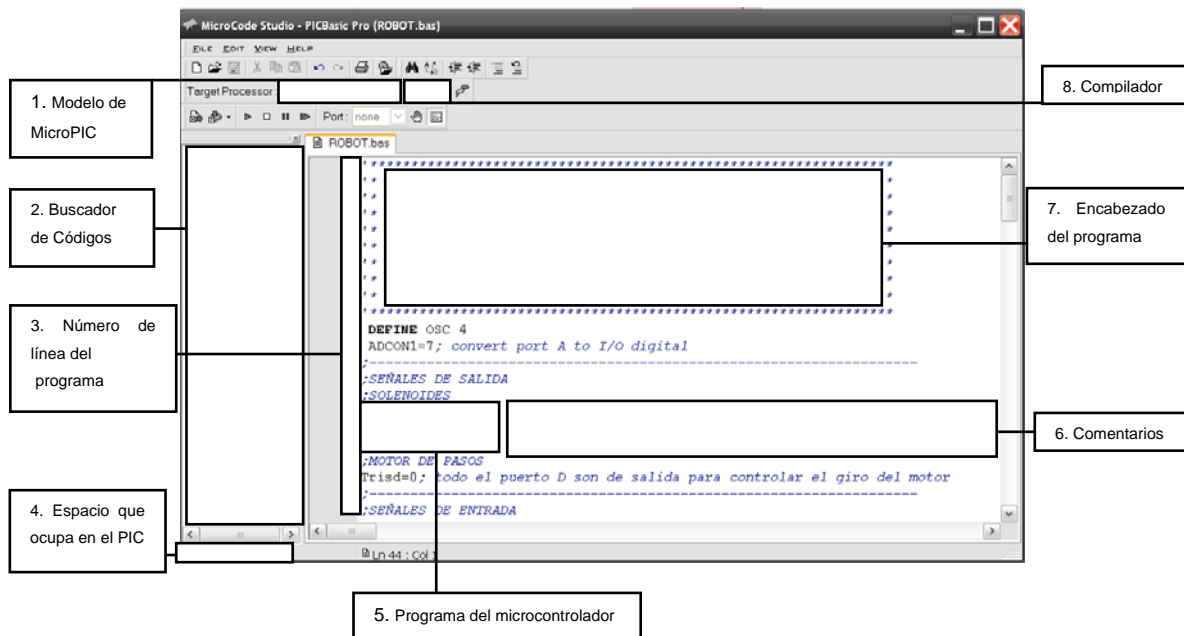 MicroCode Studio - PICBasic Pro (ROBOT.bas)
FILE EDIT VIEW HELP
Target Processor:
Port: none
ROBOT.bas
1. Modelo de
MicroPIC
2. Buscador
de Códigos
3. Número de
línea del
programa
4. Espacio que
ocupa en el PIC
'****************************************************************
'* *
'* *
'* *
'* *
'* *
'* *
'* *
'* *
'****************************************************************
DEFINE OSC 4
ADCON1=7; convert port A to I/O digital
;-------------------------------------------------------------------
;SEÑALES DE SALIDA
;SOLENOIDES
;MOTOR DE PASOS
Trisd=0; todo el puerto D son de salida para controlar el giro del motor
;-------------------------------------------------------------------
;SEÑALES DE ENTRADA
Ln 44 : Col 1
5. Programa del microcontrolador
8. Compilador
7. Encabezado
del programa
6. Comentarios